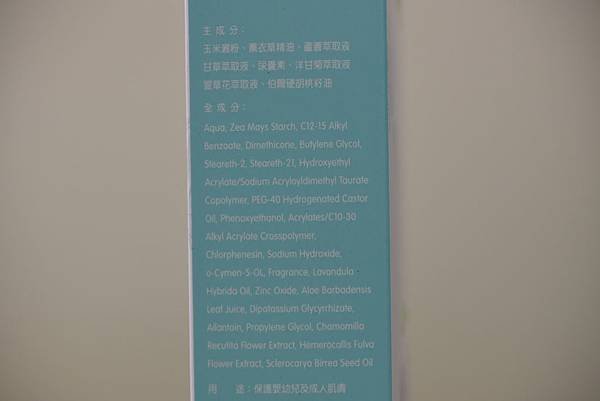 主 成 分：
玉米澱粉、薰衣草精油、蘆薈萃取液
甘草萃取液、尿囊素、洋甘菊萃取液
萱草花萃取液、伯爾硬胡桃籽油
全 成 分：
Aqua, Zea Mays Starch, C12-15 Alkyl
Benzoate, Dimethicone, Butylene Glycol,
Steareth-2, Steareth-21, Hydroxyethyl
Acrylate/Sodium Acryloyldimethyl Taurate
Copolymer, PEG-40 Hydrogenated Castor
Oil, Phenoxyethanol, Acrylates/C10-30
Alkyl Acrylate Crosspolymer,
Chlorphenesin, Sodium Hydroxide,
o-Cymen-5-OL, Fragrance, Lavandula
Hybrida Oil, Zinc Oxide, Aloe Barbadensis
Leaf Juice, Dipotassium Glycyrrhizate,
Allantoin, Propylene Glycol, Chamomilla
Recutita Flower Extract, Hemerocallis Fulva
Flower Extract, Sclerocarya Birrea Seed Oil
用 途：保護嬰幼兒及成人肌膚